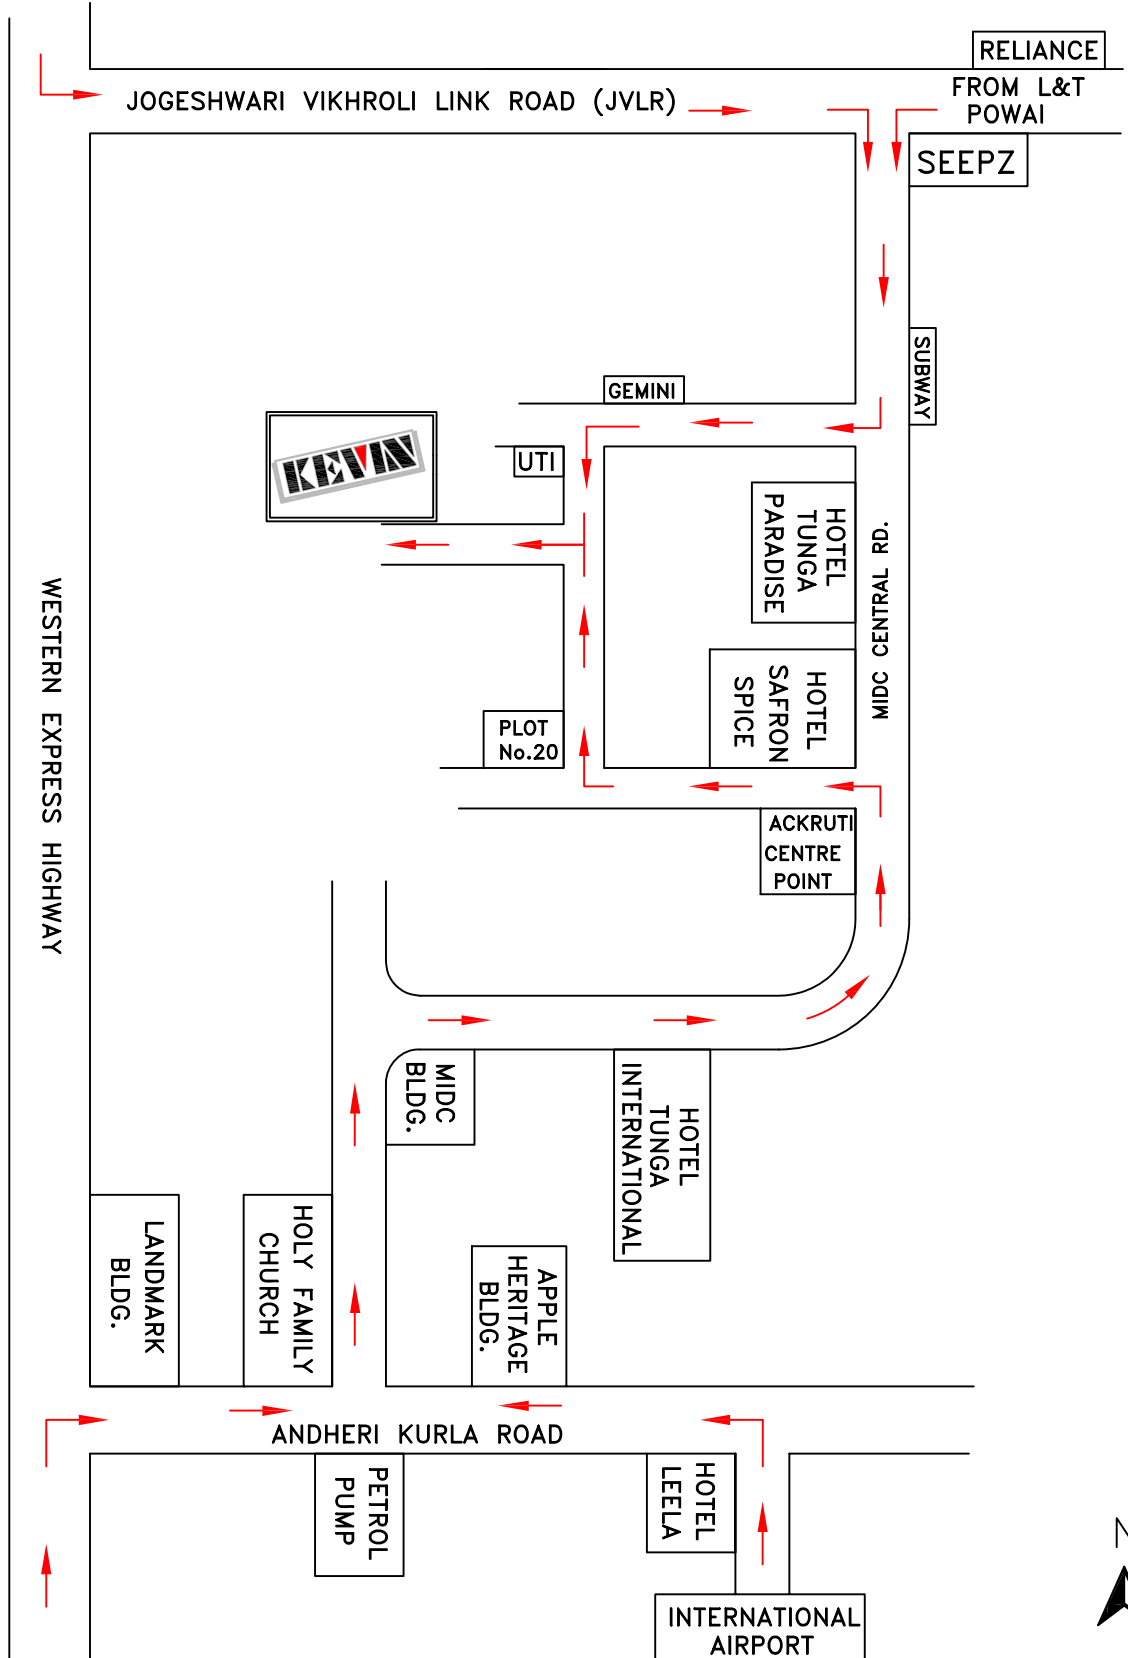 RELIANCE
JOGESHWARI VIKHROLI LINK ROAD (JVLR)
FROM L&T
POWAI
SEEPZ
SUBWAY
GEMINI
KEVIN
UTI
HOTEL
TUNGA
PARADISE
MIDC CENTRAL RD.
WESTERN EXPRESS HIGHWAY
HOTEL
SAFRON
SPICE
PLOT
No.20
ACKRUTI
CENTRE
POINT
MIDC
BLDG.
HOTEL
TUNGA
INTERNATIONAL
LANDMARK
BLDG.
HOLY FAMILY
CHURCH
APPLE
HERITAGE
BLDG.
ANDHERI KURLA ROAD
PETROL
PUMP
HOTEL
LEELA
N
INTERNATIONAL
AIRPORT